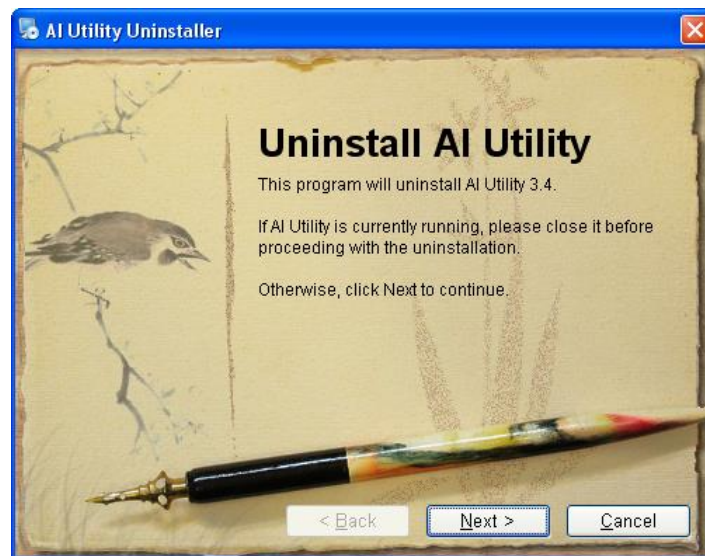 AI Utility Uninstaller
Uninstall AI Utility
This program will uninstall AI Utility 3.4.
If AI Utility is currently running, please close it before
proceeding with the uninstallation.
Otherwise, click Next to continue.
< Back
Next >
Cancel